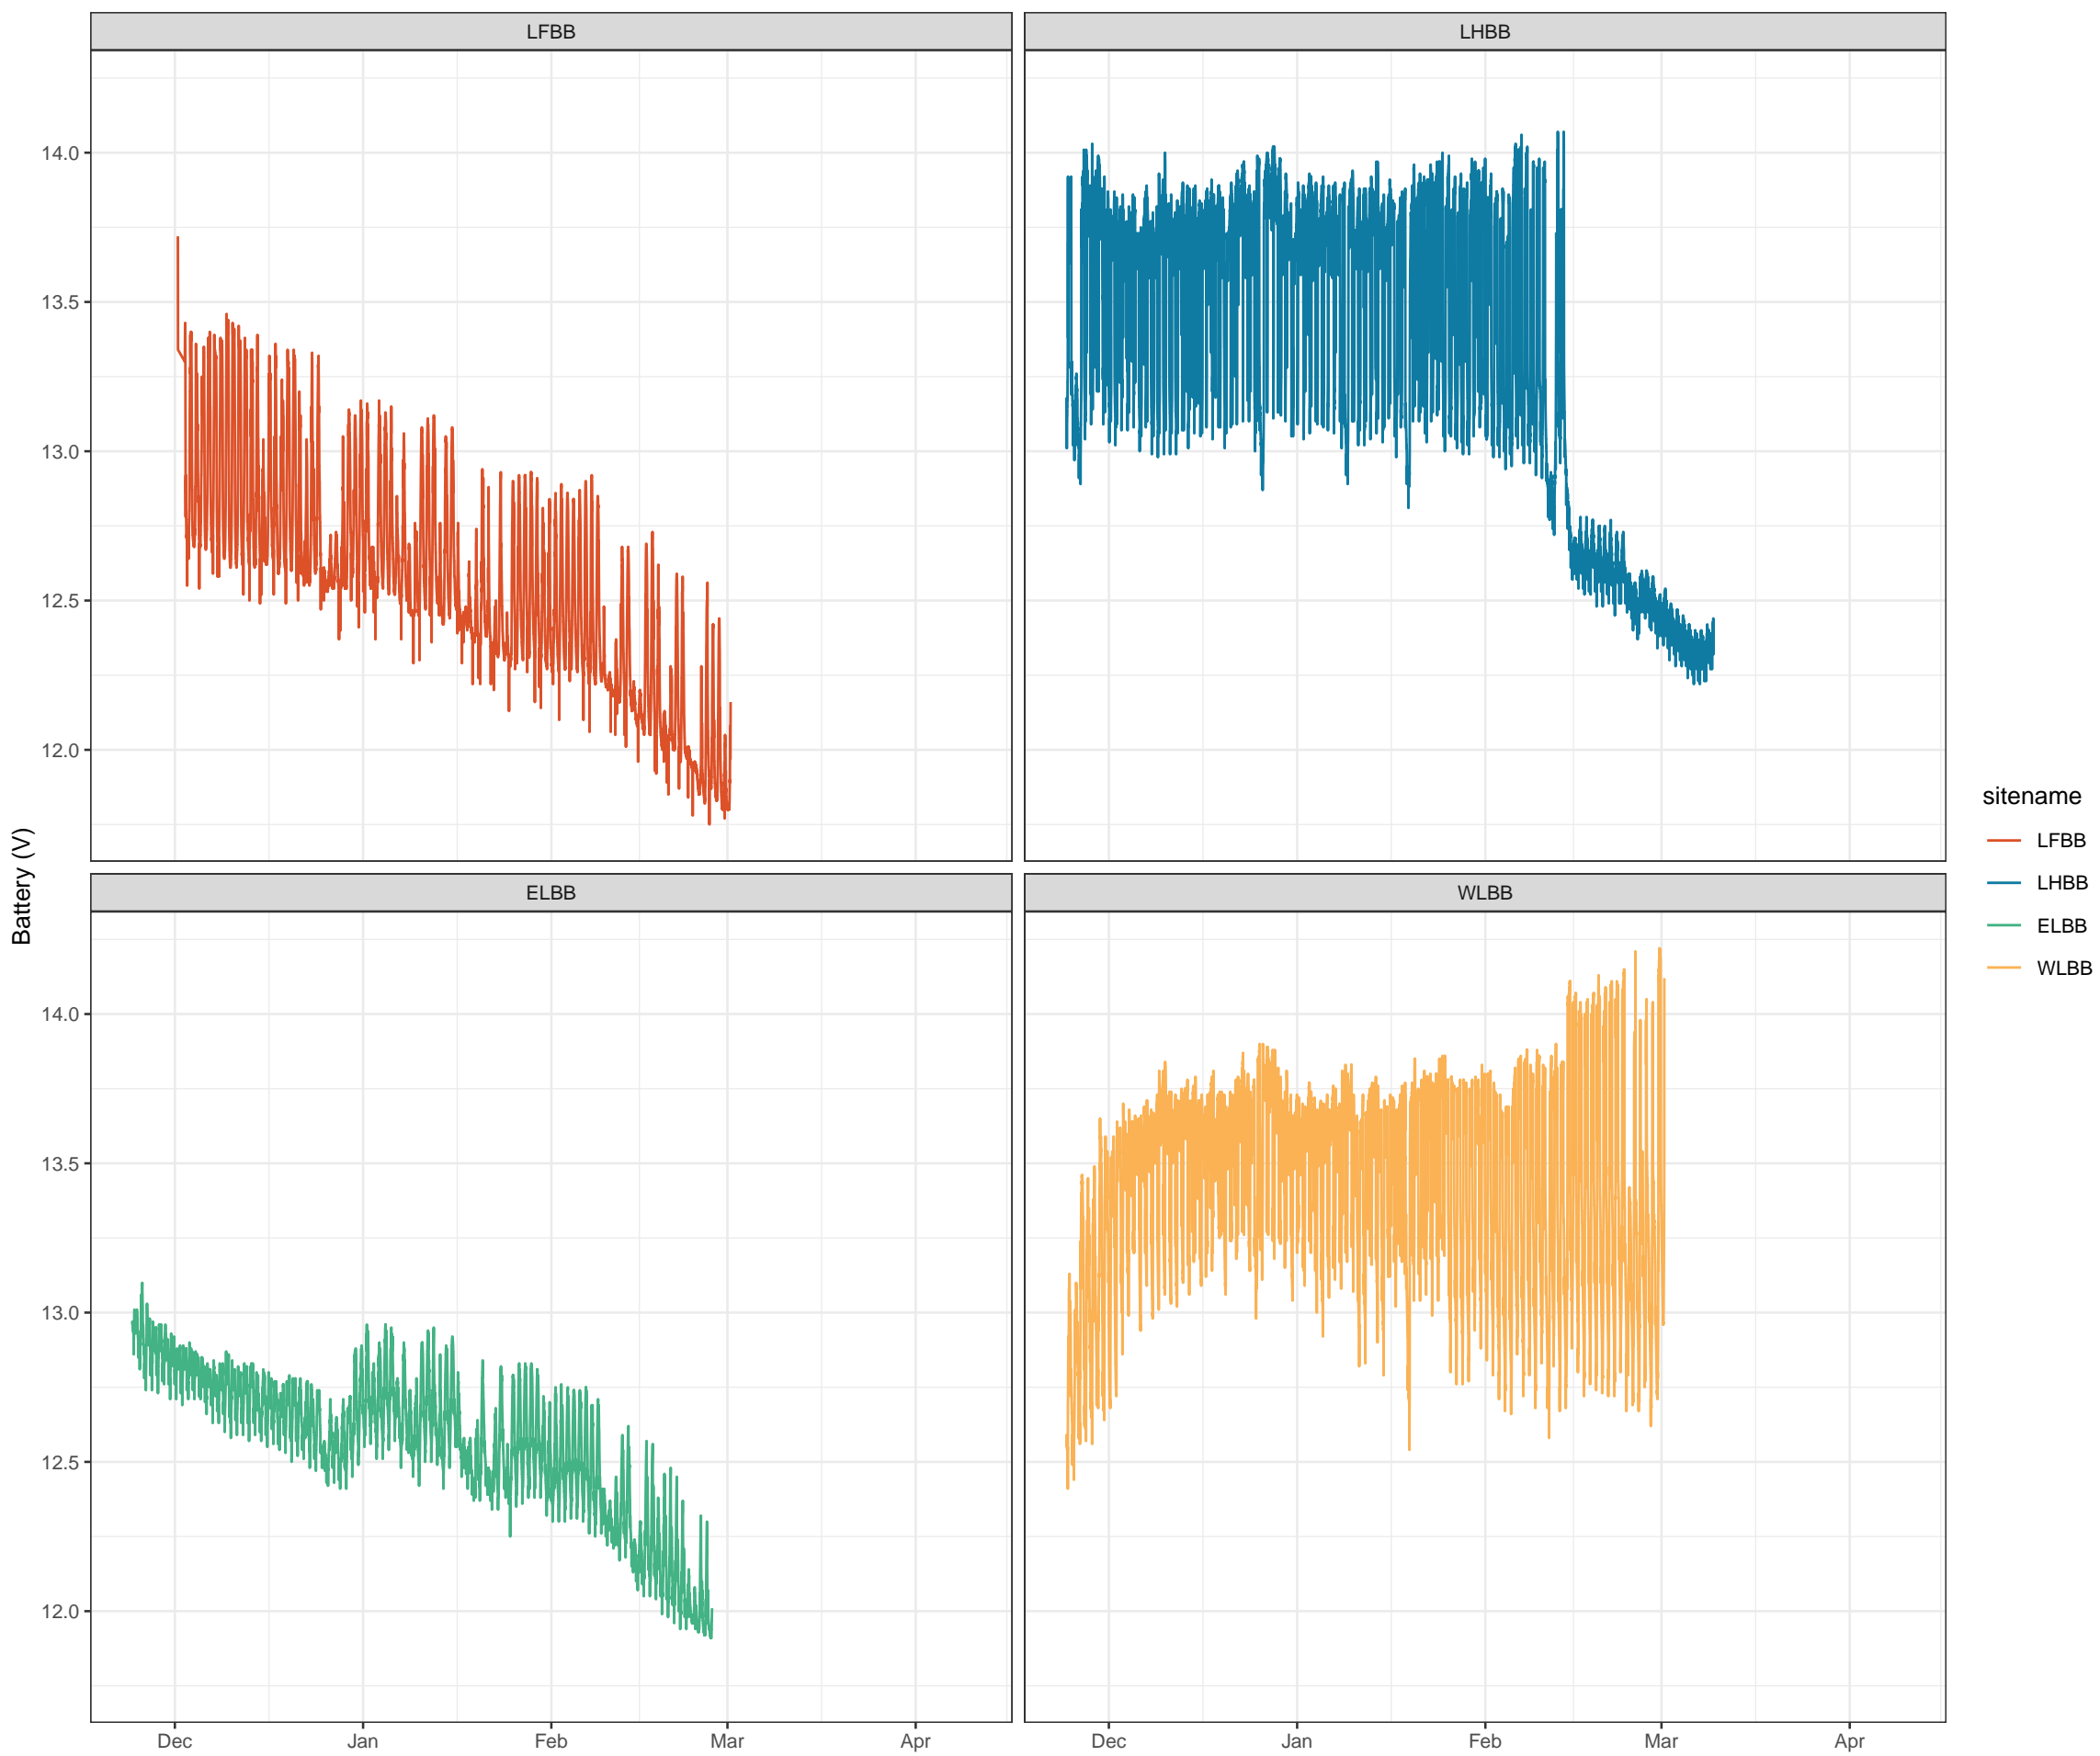 LFBB
LHBB
14.0
13.5
13.0
12.5
12.0
Battery (V)
ELBB
WLBB
14.0
13.5
13.0
12.5
12.0
Dec
Jan
Feb
Mar
Apr
Dec
Jan
Feb
Mar
Apr
sitename
LFBB
LHBB
ELBB
WLBB